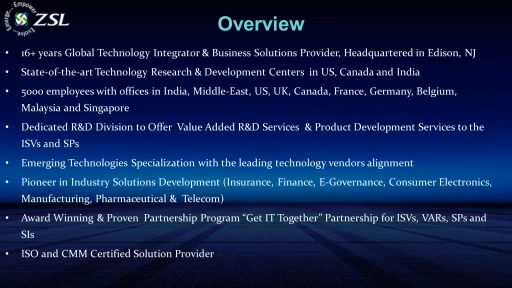 Evolve... Emerge... Empower
ZSL
Overview
• 16+ years Global Technology Integrator & Business Solutions Provider, Headquartered in Edison, NJ
• State-of-the-art Technology Research & Development Centers in US, Canada and India
• 5000 employees with offices in India, Middle-East, US, UK, Canada, France, Germany, Belgium,
Malaysia and Singapore
• Dedicated R&D Division to Offer Value Added R&D Services & Product Development Services to the
ISVs and SPs
• Emerging Technologies Specialization with the leading technology vendors alignment
• Pioneer in Industry Solutions Development (Insurance, Finance, E-Governance, Consumer Electronics,
Manufacturing, Pharmaceutical & Telecom)
• Award Winning & Proven Partnership Program “Get IT Together” Partnership for ISVs, VARs, SPs and
SIs
• ISO and CMM Certified Solution Provider